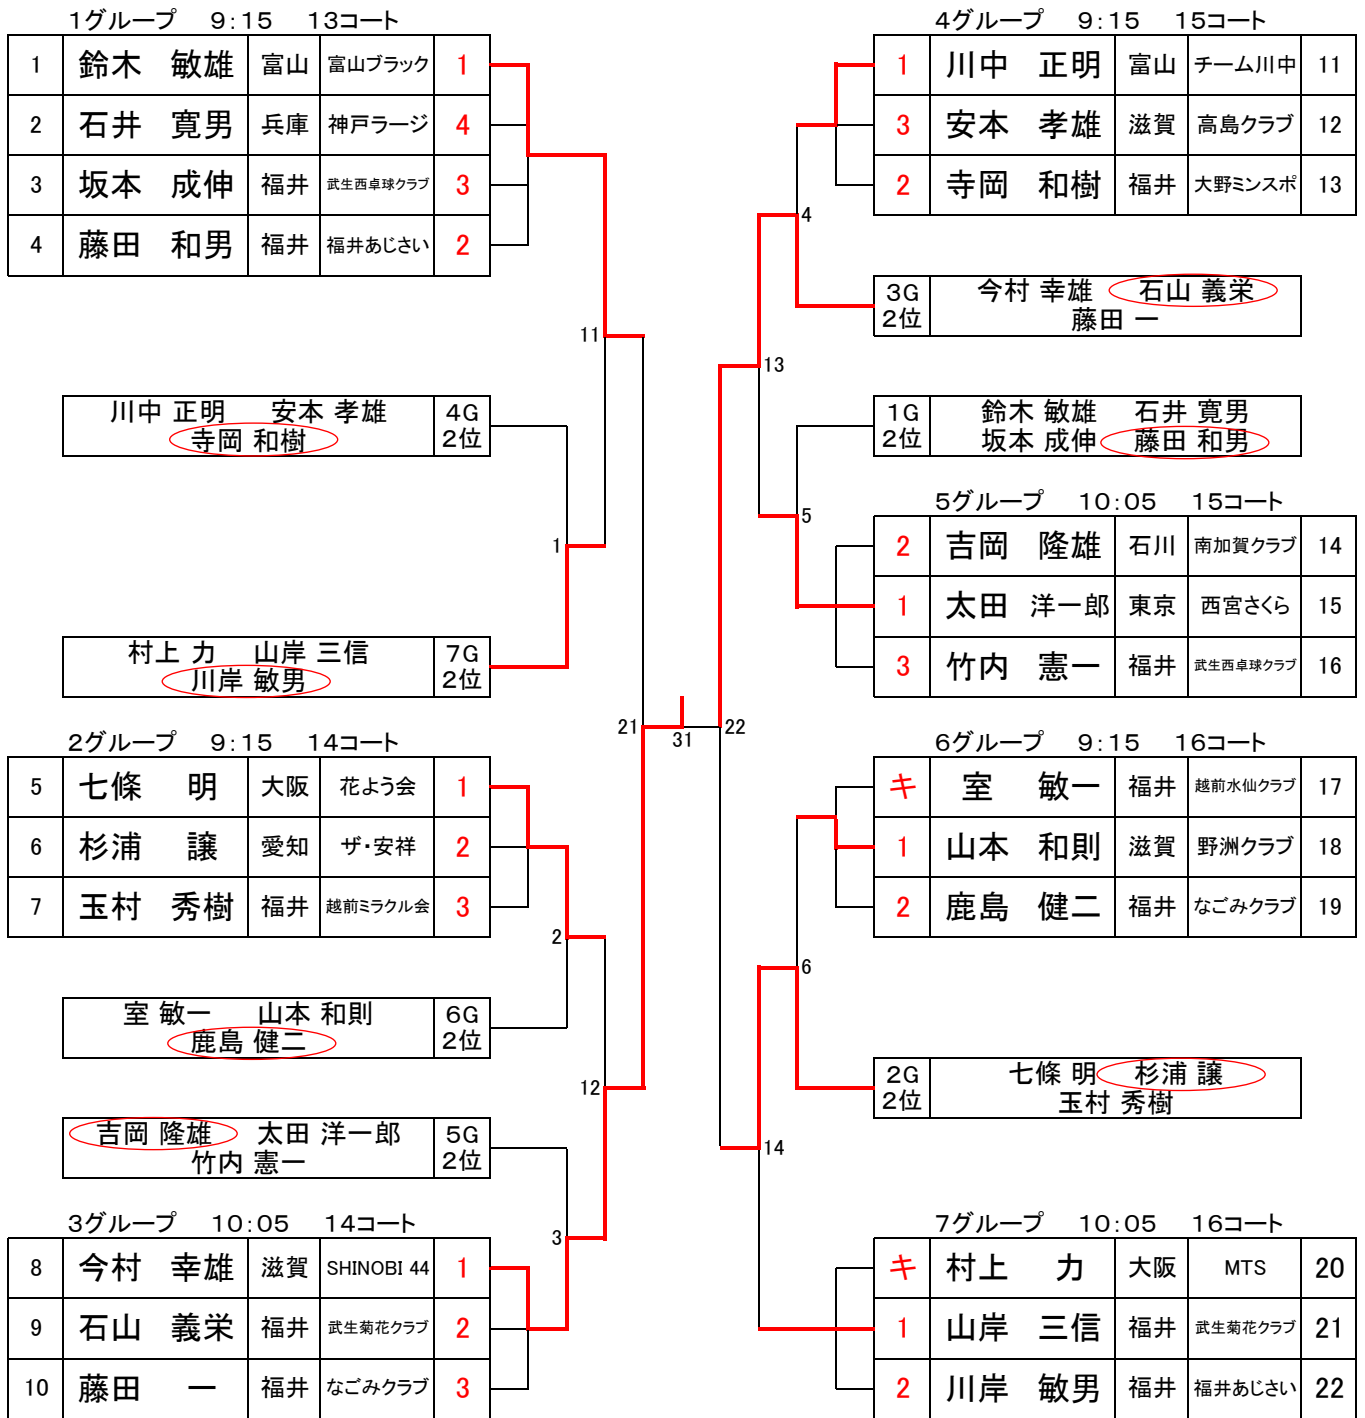 1グループ 9:15 13コート
1 鈴木 敏雄 富山 富山ブラック 1
2 石井 寛男 兵庫 神戸ラージ 4
3 坂本 成伸 福井 武生西卓球クラブ 3
4 藤田 和男 福井 福井あじさい 2
11
川中 正明 安本 孝雄 4G
寺岡 和樹 2位
1
村上 力 山岸 三信 7G
川岸 敏男 2位
21
2グループ 9:15 14コート
5 七條 明 大阪 花よう会 1
6 杉浦 譲 愛知 ザ・安祥 2
7 玉村 秀樹 福井 越前ミラクル会 3
2
室 敏一 山本 和則 6G
鹿島 健二 2位
12
吉岡 隆雄 太田 洋一郎 5G
竹内 憲一 2位
3グループ 10:05 14コート
3
8 今村 幸雄 滋賀 SHINOBI 44 1
9 石山 義栄 福井 武生菊花クラブ 2
10 藤田 一 福井 なごみクラブ 3
31
4グループ 9:15 15コート
1 川中 正明 富山 チーム川中 11
3 安本 孝雄 滋賀 高島クラブ 12
2 寺岡 和樹 福井 大野ミンスポ 13
4
3G 今村 幸雄 石山 義栄
2位 藤田 一
13
1G 鈴木 敏雄 石井 寛男
2位 坂本 成伸 藤田 和男
5グループ 10:05 15コート
5
2 吉岡 隆雄 石川 南加賀クラブ 14
1 太田 洋一郎 東京 西宮さくら 15
3 竹内 憲一 福井 武生西卓球クラブ 16
22
6グループ 9:15 16コート
キ 室 敏一 福井 越前水仙クラブ 17
1 山本 和則 滋賀 野洲クラブ 18
2 鹿島 健二 福井 なごみクラブ 19
6
2G 七條 明 杉浦 譲
2位 玉村 秀樹
14
7グループ 10:05 16コート
キ 村上 力 大阪 MTS 20
1 山岸 三信 福井 武生菊花クラブ 21
2 川岸 敏男 福井 福井あじさい 22